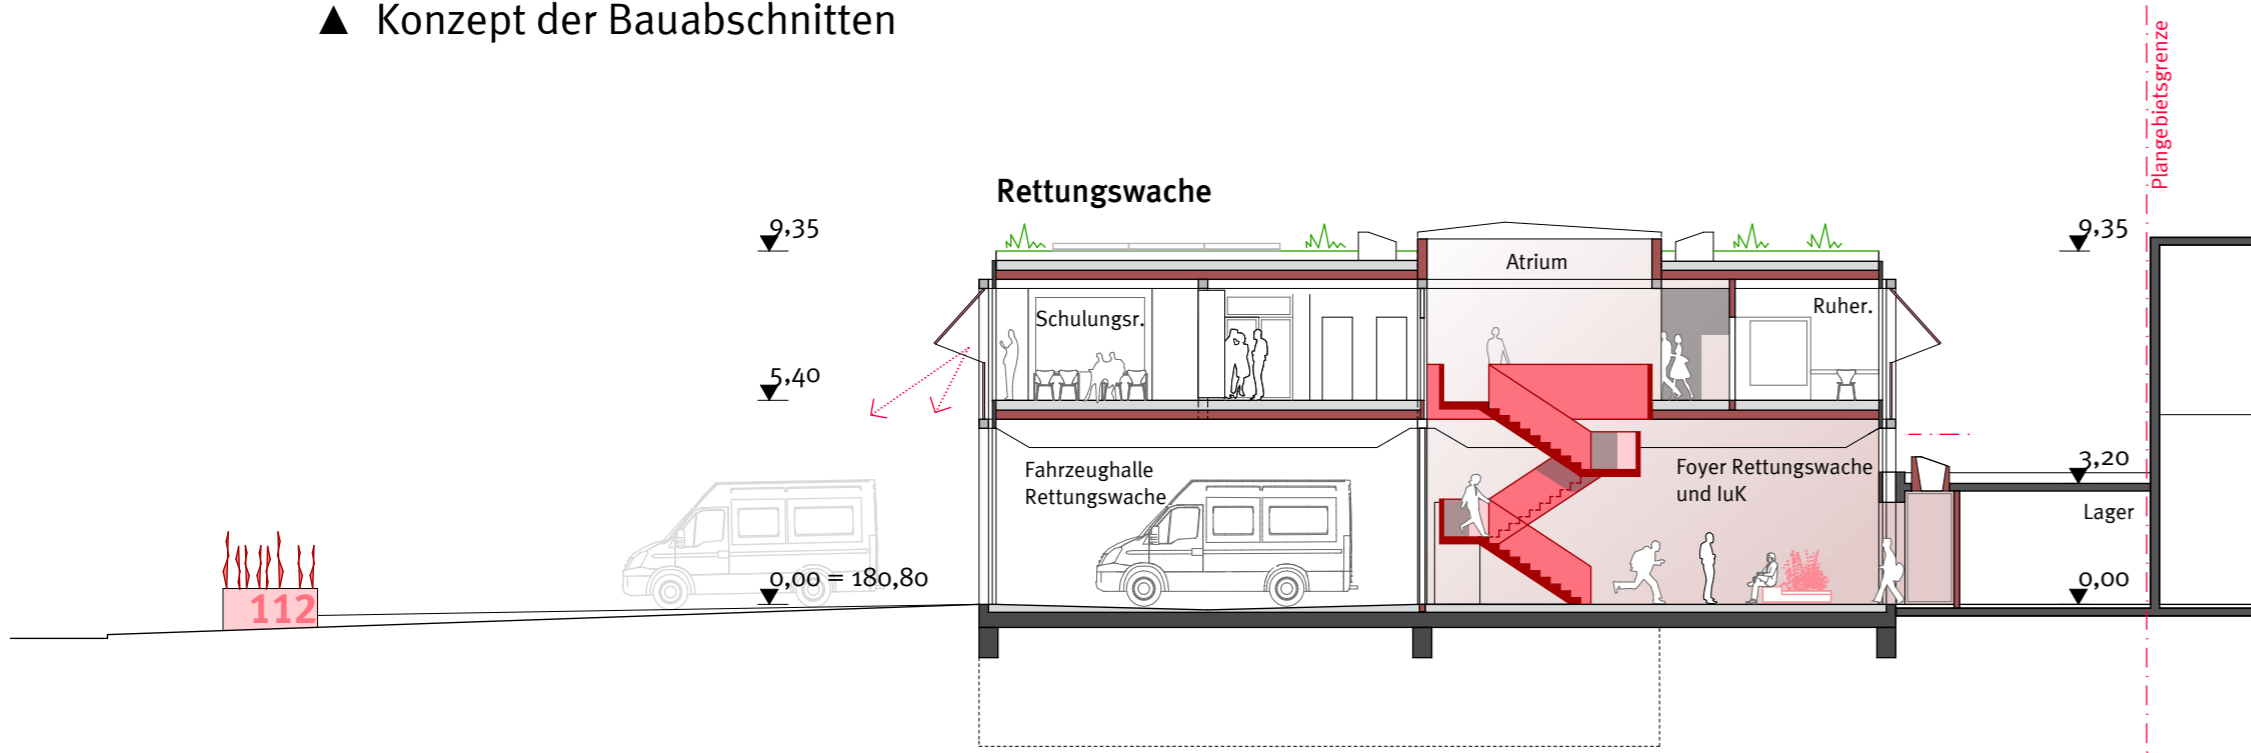 ▲ Konzept der Bauabschnitten
Plangebietsgrenze
Rettungswache
9,35
9,35
Atrium
Schulungsr.
Ruher.
5,40
Fahrzeughalle
Rettungswache
Foyer Rettungswache
und IuK
3,20
Lager
0,00 = 180,80
0,00
112